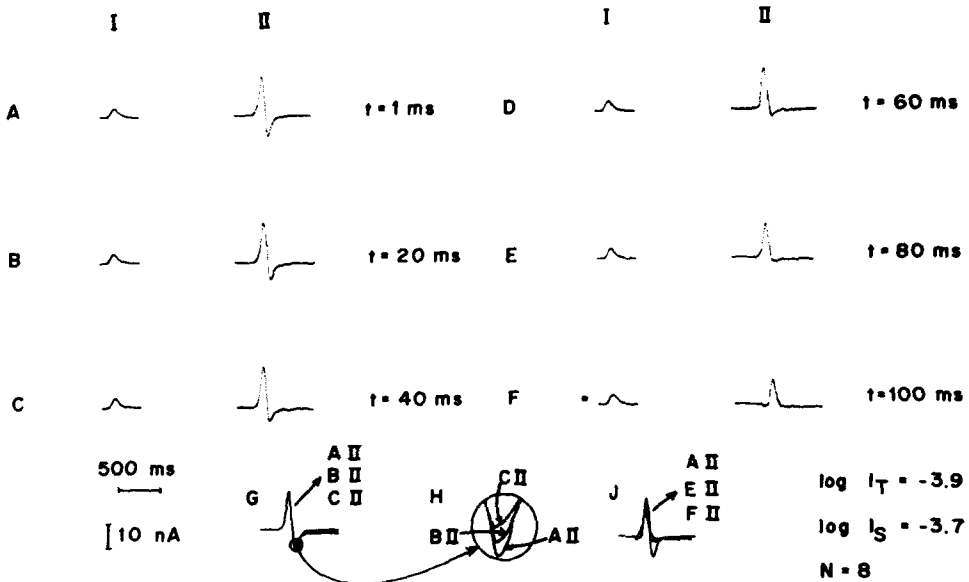 I II I II
A t = 1 ms D t = 60 ms
B t = 20 ms E t = 80 ms
C t = 40 ms F t = 100 ms
500 ms
10 nA
G A II
B II
C II
H C II
B II A II
J A II
E II
F II
log I_T = -3.9
log I_S = -3.7
N = 8